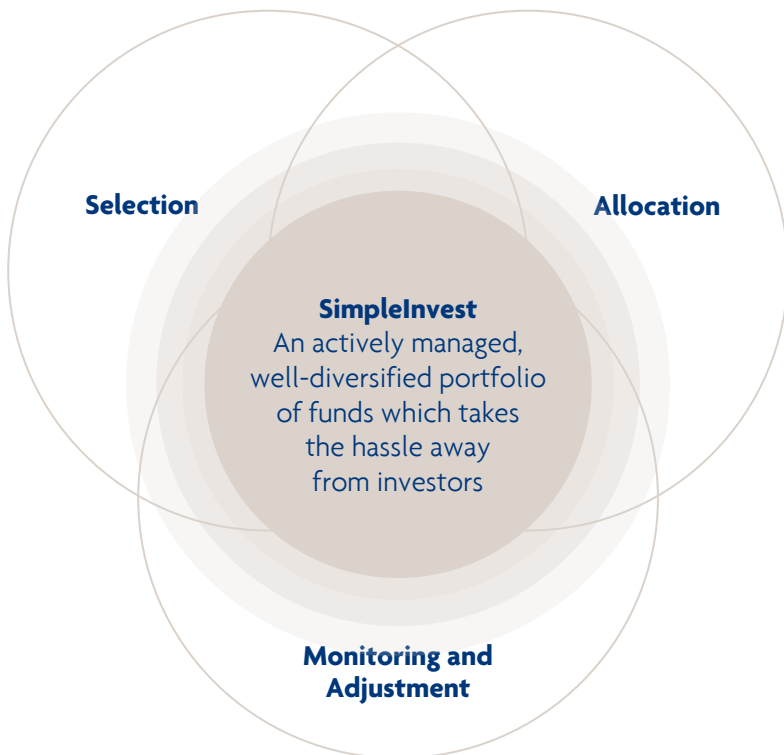 Selection
Allocation
SimpleInvest
An actively managed,
well-diversified portfolio
of funds which takes
the hassle away
from investors
Monitoring and
Adjustment